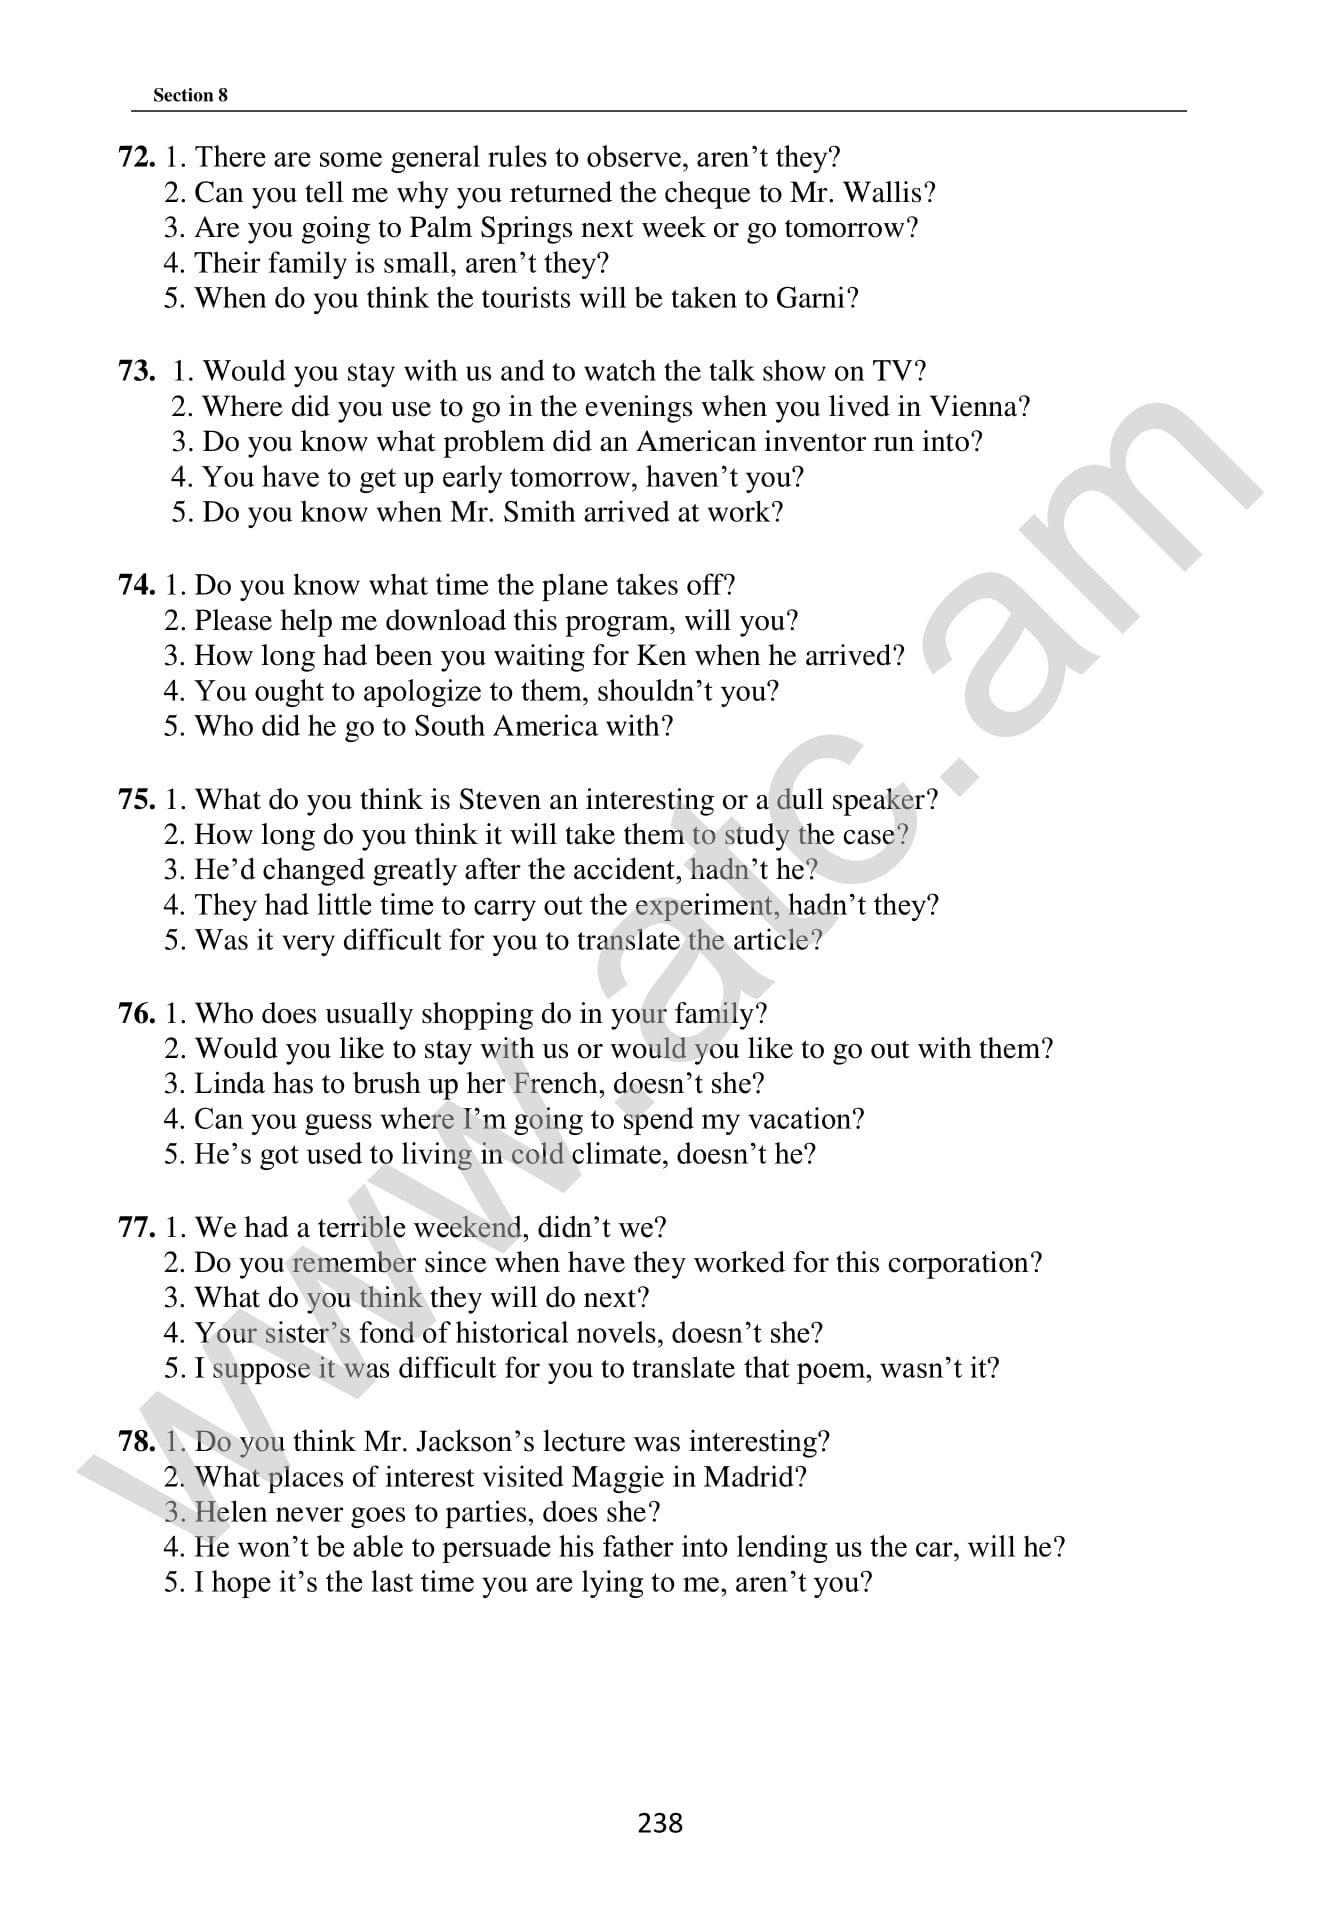 Section 8
72. 1. There are some general rules to observe, aren’t they?
2. Can you tell me why you returned the cheque to Mr. Wallis?
3. Are you going to Palm Springs next week or go tomorrow?
4. Their family is small, aren’t they?
5. When do you think the tourists will be taken to Garni?
73. 1. Would you stay with us and to watch the talk show on TV?
2. Where did you use to go in the evenings when you lived in Vienna?
3. Do you know what problem did an American inventor run into?
4. You have to get up early tomorrow, haven’t you?
5. Do you know when Mr. Smith arrived at work?
74. 1. Do you know what time the plane takes off?
2. Please help me download this program, will you?
3. How long had been you waiting for Ken when he arrived?
4. You ought to apologize to them, shouldn’t you?
5. Who did he go to South America with?
75. 1. What do you think is Steven an interesting or a dull speaker?
2. How long do you think it will take them to study the case?
3. He’d changed greatly after the accident, hadn’t he?
4. They had little time to carry out the experiment, hadn’t they?
5. Was it very difficult for you to translate the article?
76. 1. Who does usually shopping do in your family?
2. Would you like to stay with us or would you like to go out with them?
3. Linda has to brush up her French, doesn’t she?
4. Can you guess where I’m going to spend my vacation?
5. He’s got used to living in cold climate, doesn’t he?
77. 1. We had a terrible weekend, didn’t we?
2. Do you remember since when have they worked for this corporation?
3. What do you think they will do next?
4. Your sister’s fond of historical novels, doesn’t she?
5. I suppose it was difficult for you to translate that poem, wasn’t it?
78. 1. Do you think Mr. Jackson’s lecture was interesting?
2. What places of interest visited Maggie in Madrid?
3. Helen never goes to parties, does she?
4. He won’t be able to persuade his father into lending us the car, will he?
5. I hope it’s the last time you are lying to me, aren’t you?
238
www.atc.am